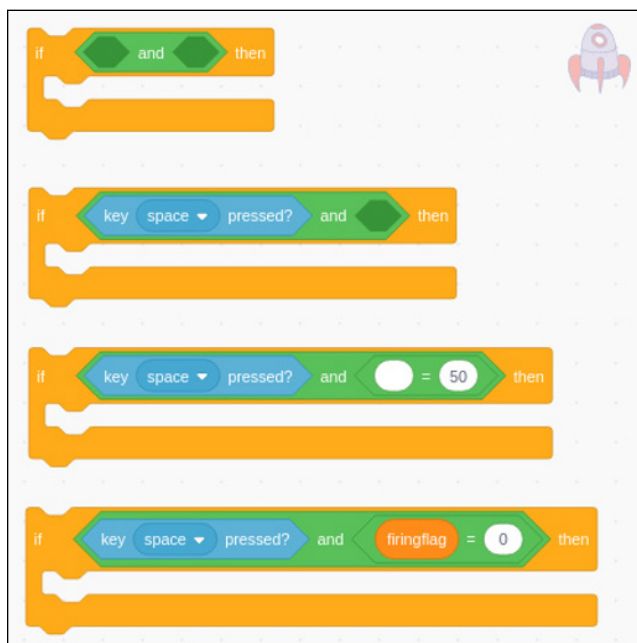 if and then
if key space pressed? and then
if key space pressed? and = 50 then
if key space pressed? and firingflag = 0 then